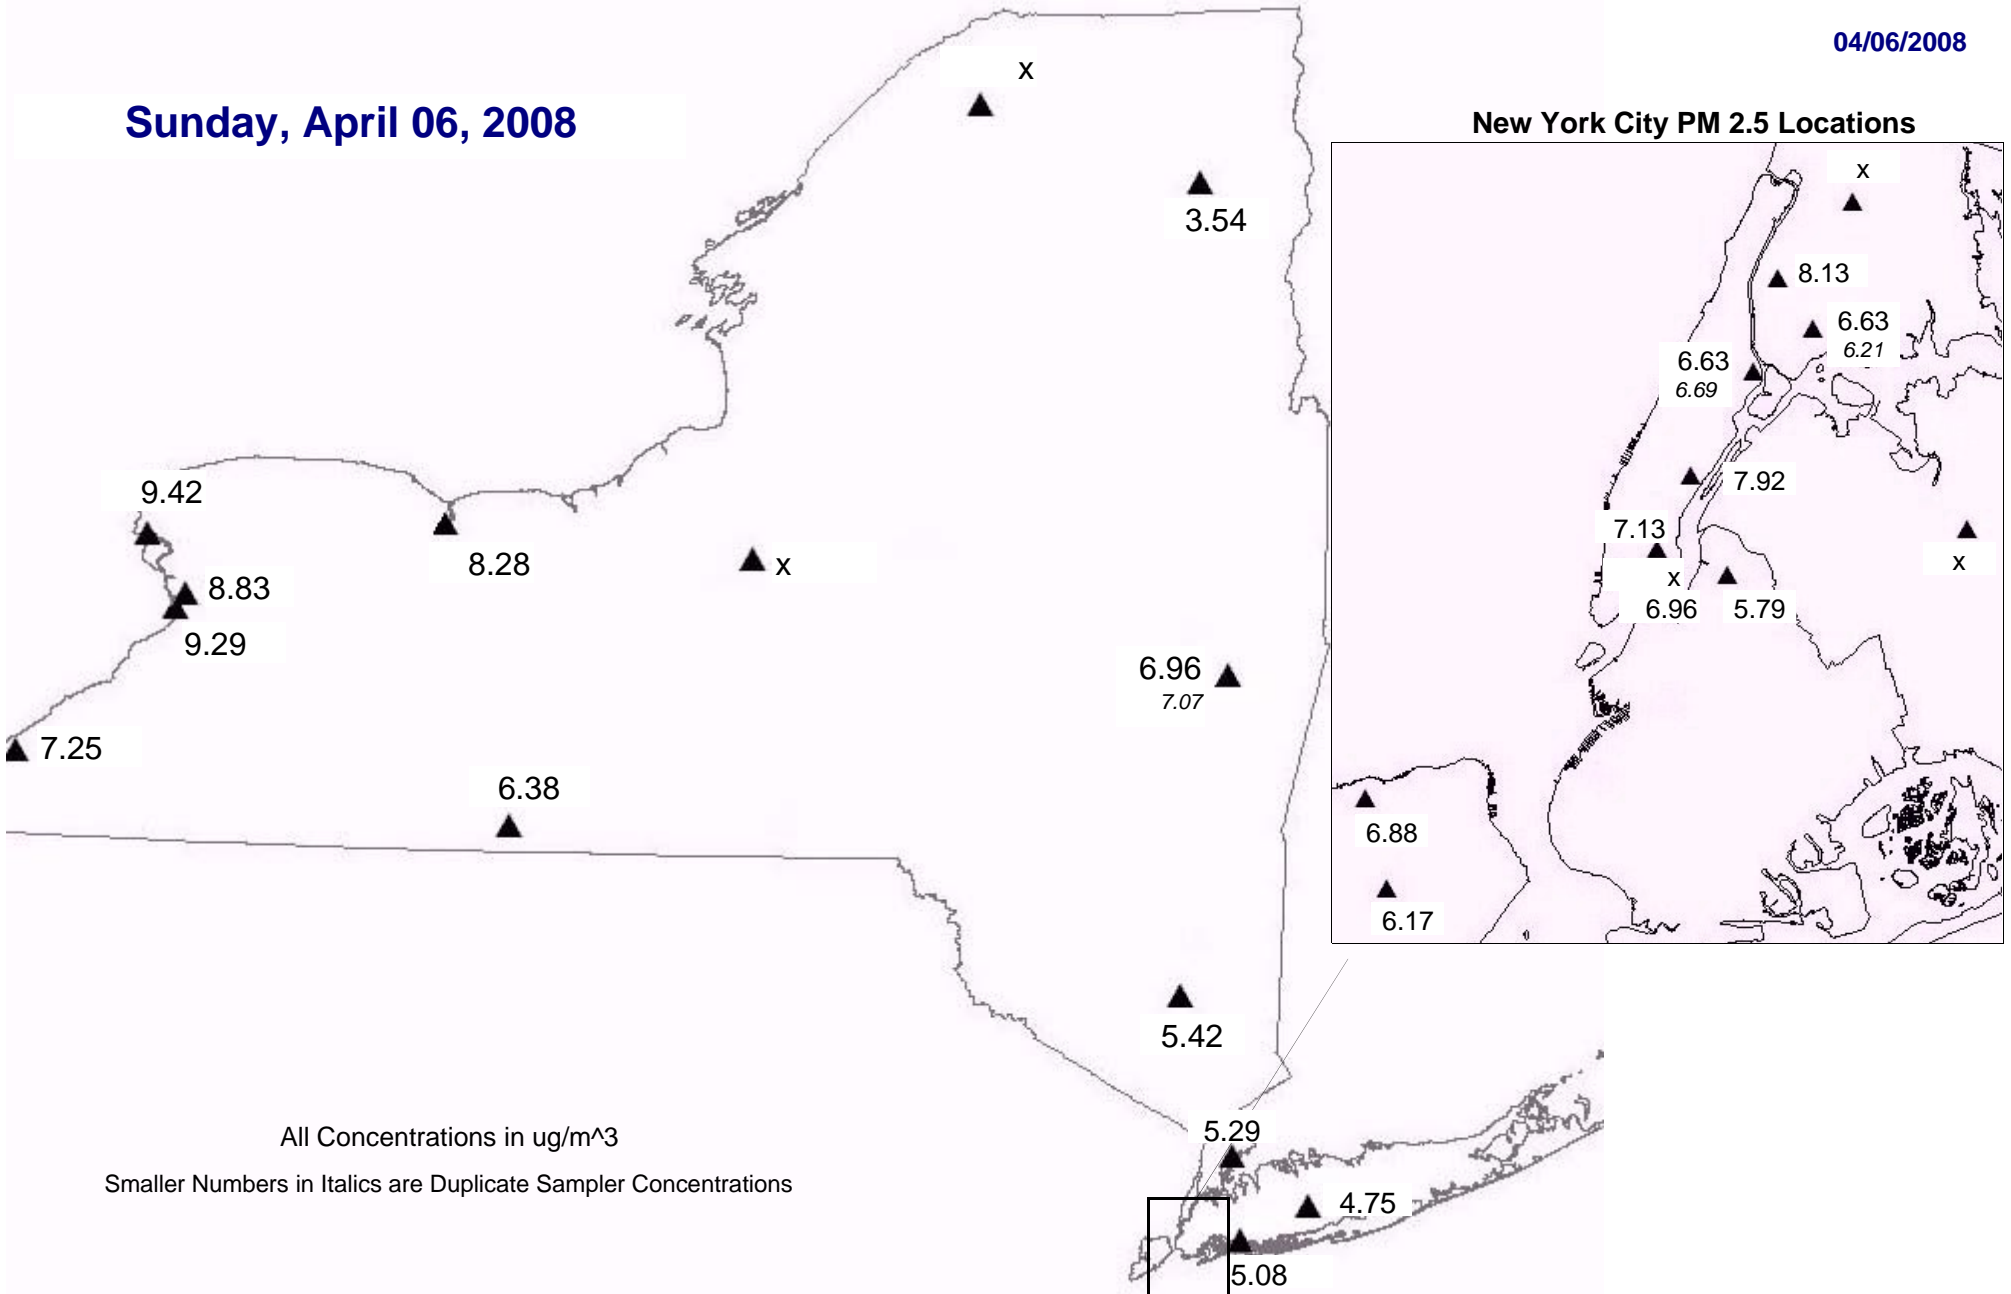 04/06/2008
Sunday, April 06, 2008
x
3.54
9.42
8.28
x
8.83
9.29
6.96
7.07
7.25
6.38
5.42
5.29
4.75
5.08
New York City PM 2.5 Locations
x
8.13
6.63
6.21
6.63
6.69
7.92
7.13
x
x
6.96
5.79
6.88
6.17
All Concentrations in ug/m^3
Smaller Numbers in Italics are Duplicate Sampler Concentrations